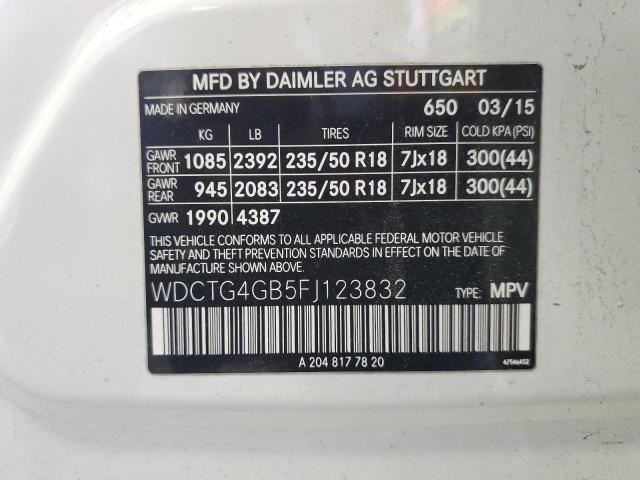 MFD BY DAIMLER AG STUTTGART
MADE IN GERMANY 650 03/15
KG LB TIRES RIM SIZE COLD KPA(PSI)
GAWR FRONT 1085 2392 235/50 R18 7Jx18 300(44)
GAWR REAR 945 2083 235/50 R18 7Jx18 300(44)
GVWR 1990 4387
THIS VEHICLE CONFORMS TO ALL APPLICABLE FEDERAL MOTOR VEHICLE
SAFETY AND THEFT PREVENTION STANDARDS IN EFFECT ON THE DATE
OF MANUFACTURE SHOWN ABOVE.
WDCTG4GB5FJ123832 TYPE: MPV
A 204 817 78 20 47546452